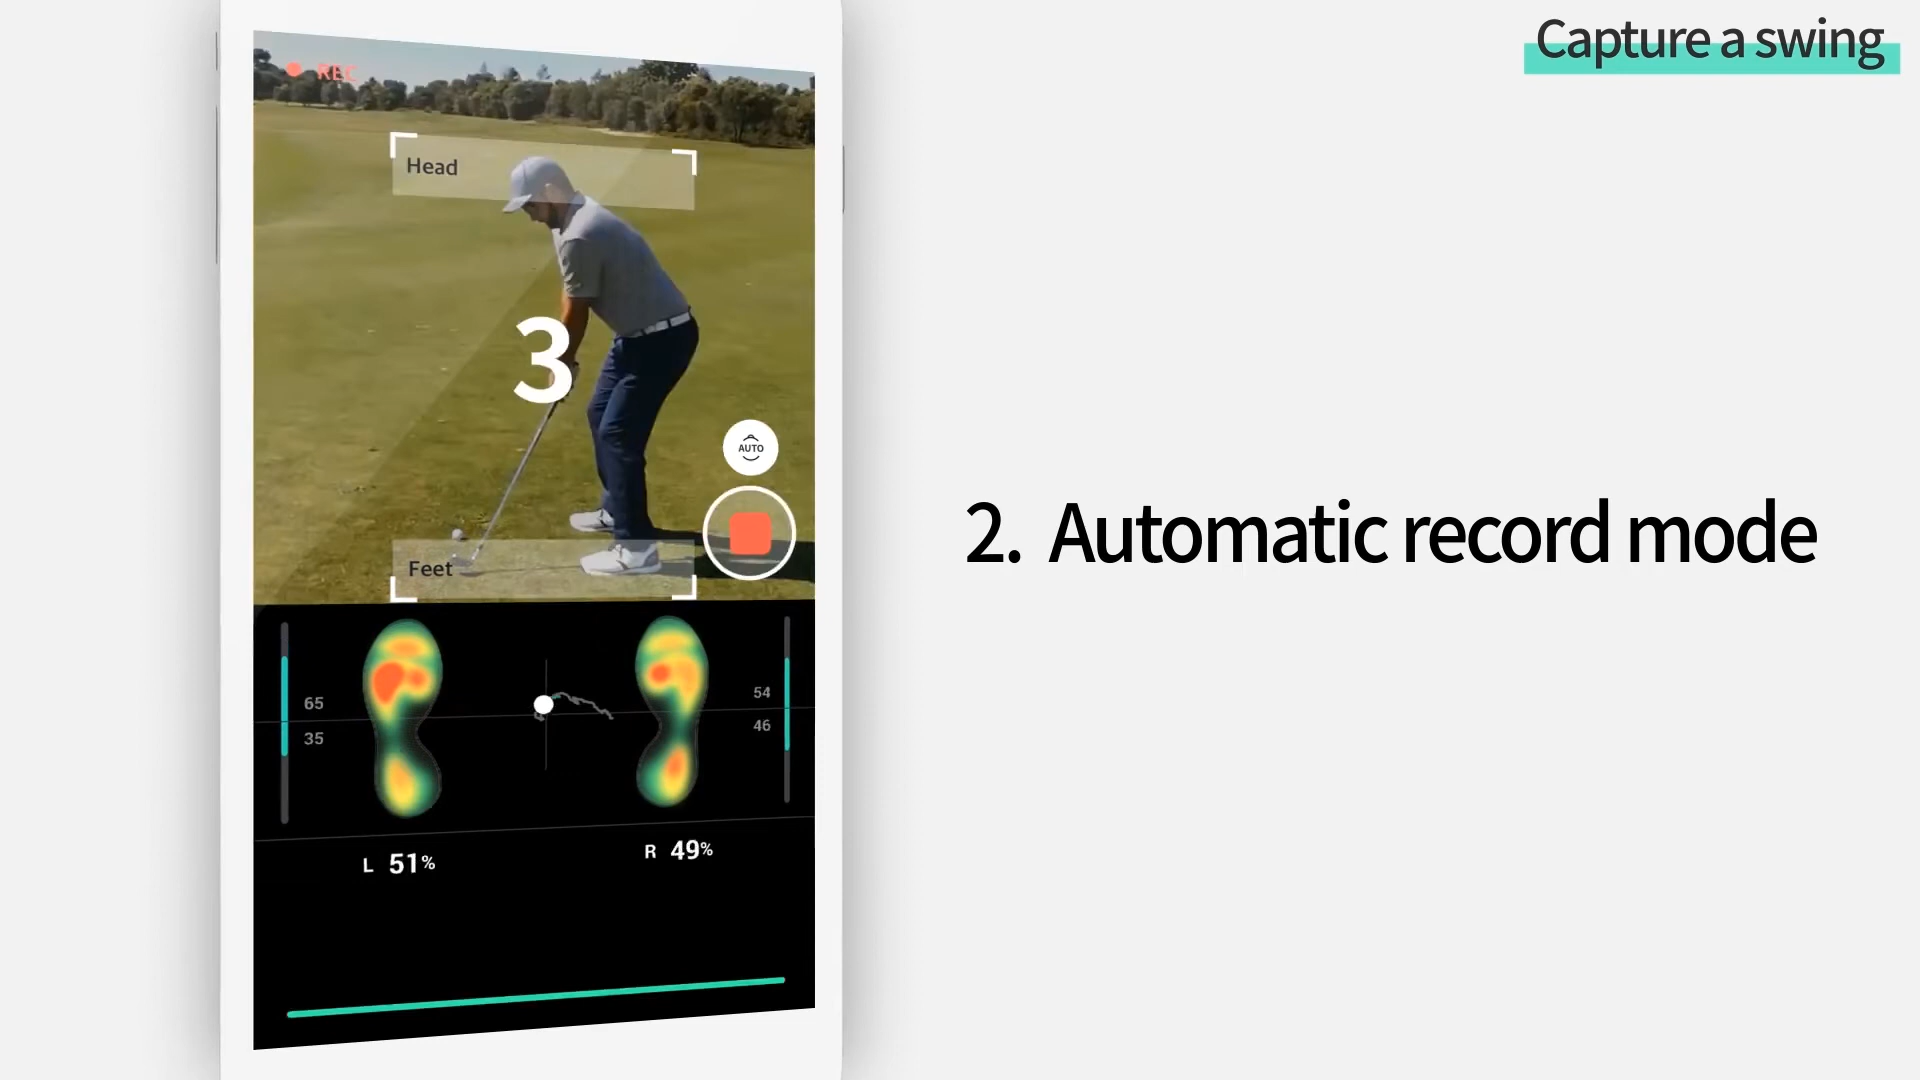 Capture a swing
REC
Head
3
AUTO
Feet
65
35
54
46
L 51%
R 49%
2. Automatic record mode